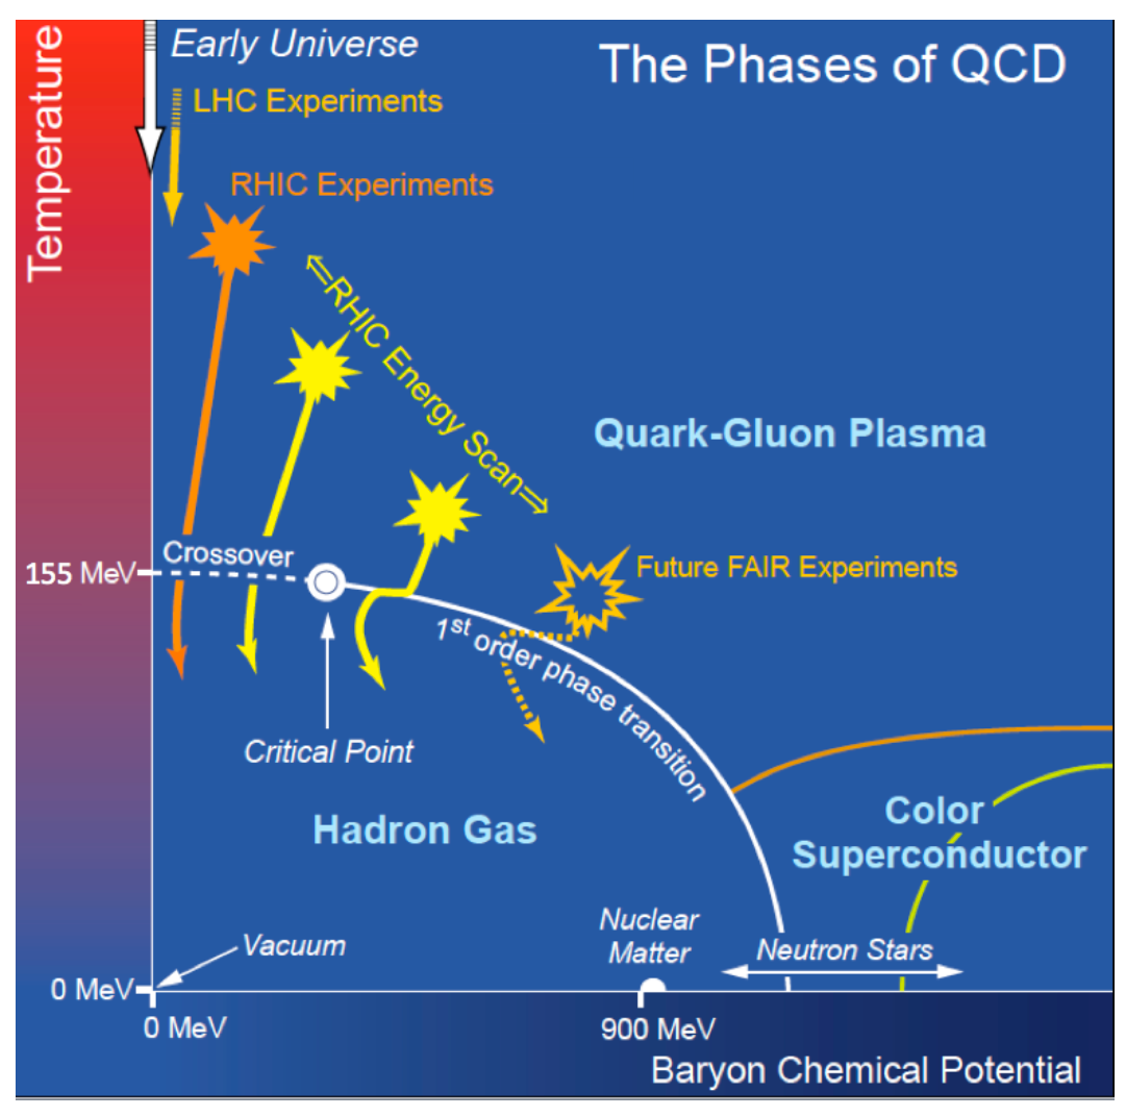 Temperature
Early Universe
The Phases of QCD
LHC Experiments
RHIC Experiments
⇐RHIC Energy Scan⇒
Quark-Gluon Plasma
Crossover
155 MeV
Future FAIR Experiments
1st order phase transition
Critical Point
Hadron Gas
Color
Superconductor
Nuclear
Matter
Neutron Stars
Vacuum
0 MeV
0 MeV
900 MeV
Baryon Chemical Potential